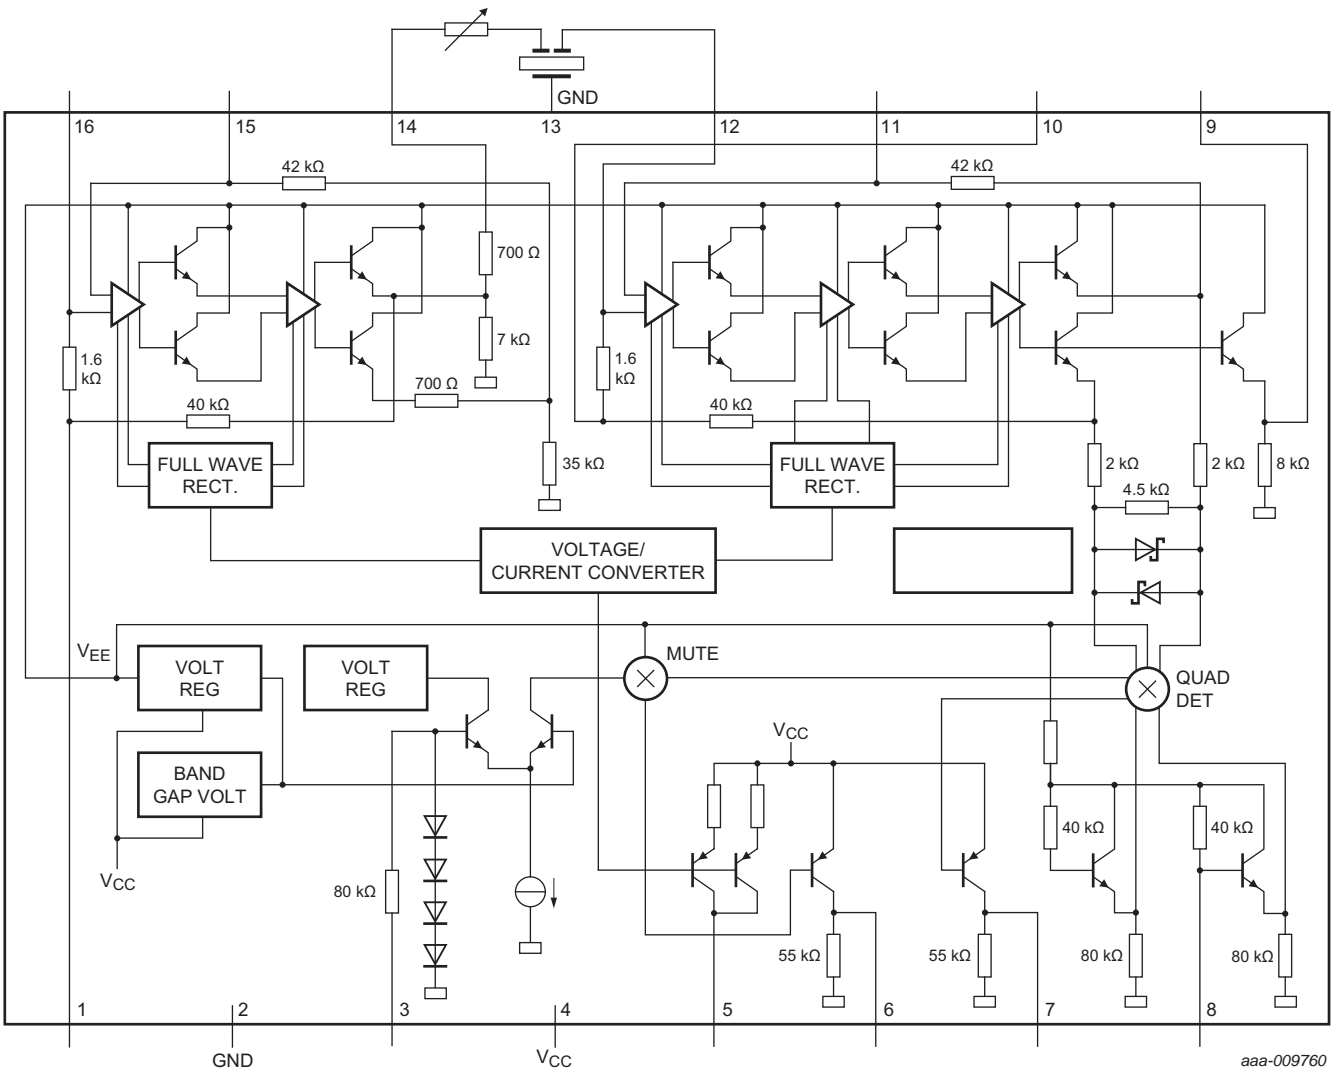 GND
16 15 14 13 12 11 10 9
42 kΩ 42 kΩ
700 Ω
7 kΩ
1.6
kΩ
1.6
kΩ
700 Ω
40 kΩ 40 kΩ
FULL WAVE
RECT.
35 kΩ
FULL WAVE
RECT.
2 kΩ 2 kΩ 8 kΩ
4.5 kΩ
VOLTAGE/
CURRENT CONVERTER
VEE
VOLT
REG
VOLT
REG
MUTE
QUAD
DET
VCC
BAND
GAP VOLT
40 kΩ 40 kΩ
VCC
80 kΩ
55 kΩ 55 kΩ 80 kΩ 80 kΩ
1 2 3 4 5 6 7 8
GND VCC
aaa-009760